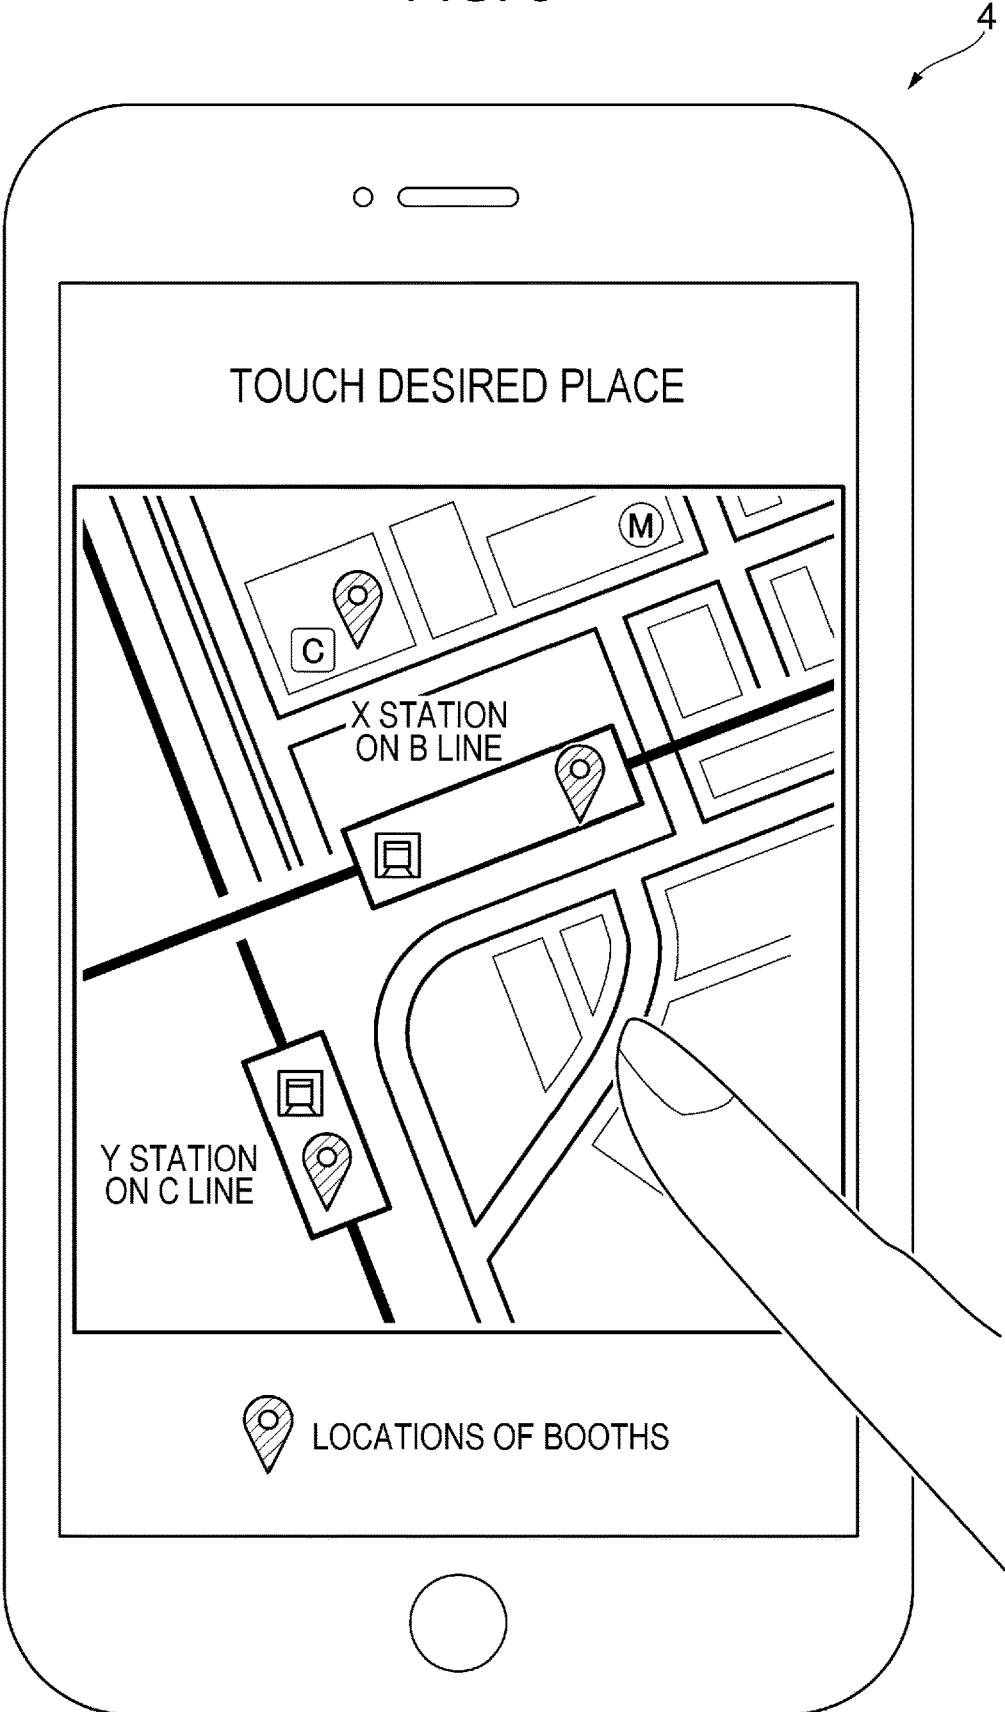 4
TOUCH DESIRED PLACE
M
C
X STATION
ON B LINE
Y STATION
ON C LINE
LOCATIONS OF BOOTHS